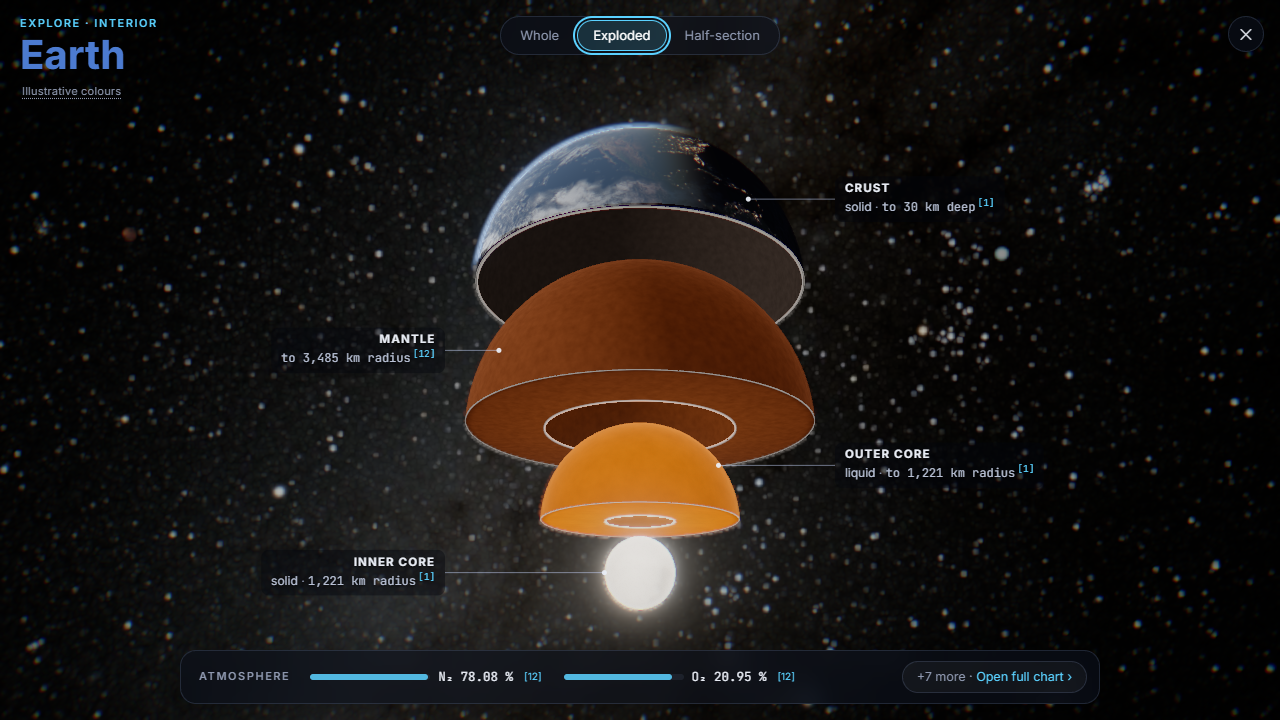 EXPLORE · INTERIOR
Earth
Illustrative colours
Whole
Exploded
Half-section
CRUST
solid · to 30 km deep [1]
MANTLE
to 3,485 km radius [12]
OUTER CORE
liquid · to 1,221 km radius [1]
INNER CORE
solid · 1,221 km radius [1]
ATMOSPHERE
N₂ 78.08 % [12]
O₂ 20.95 % [12]
+7 more · Open full chart ›